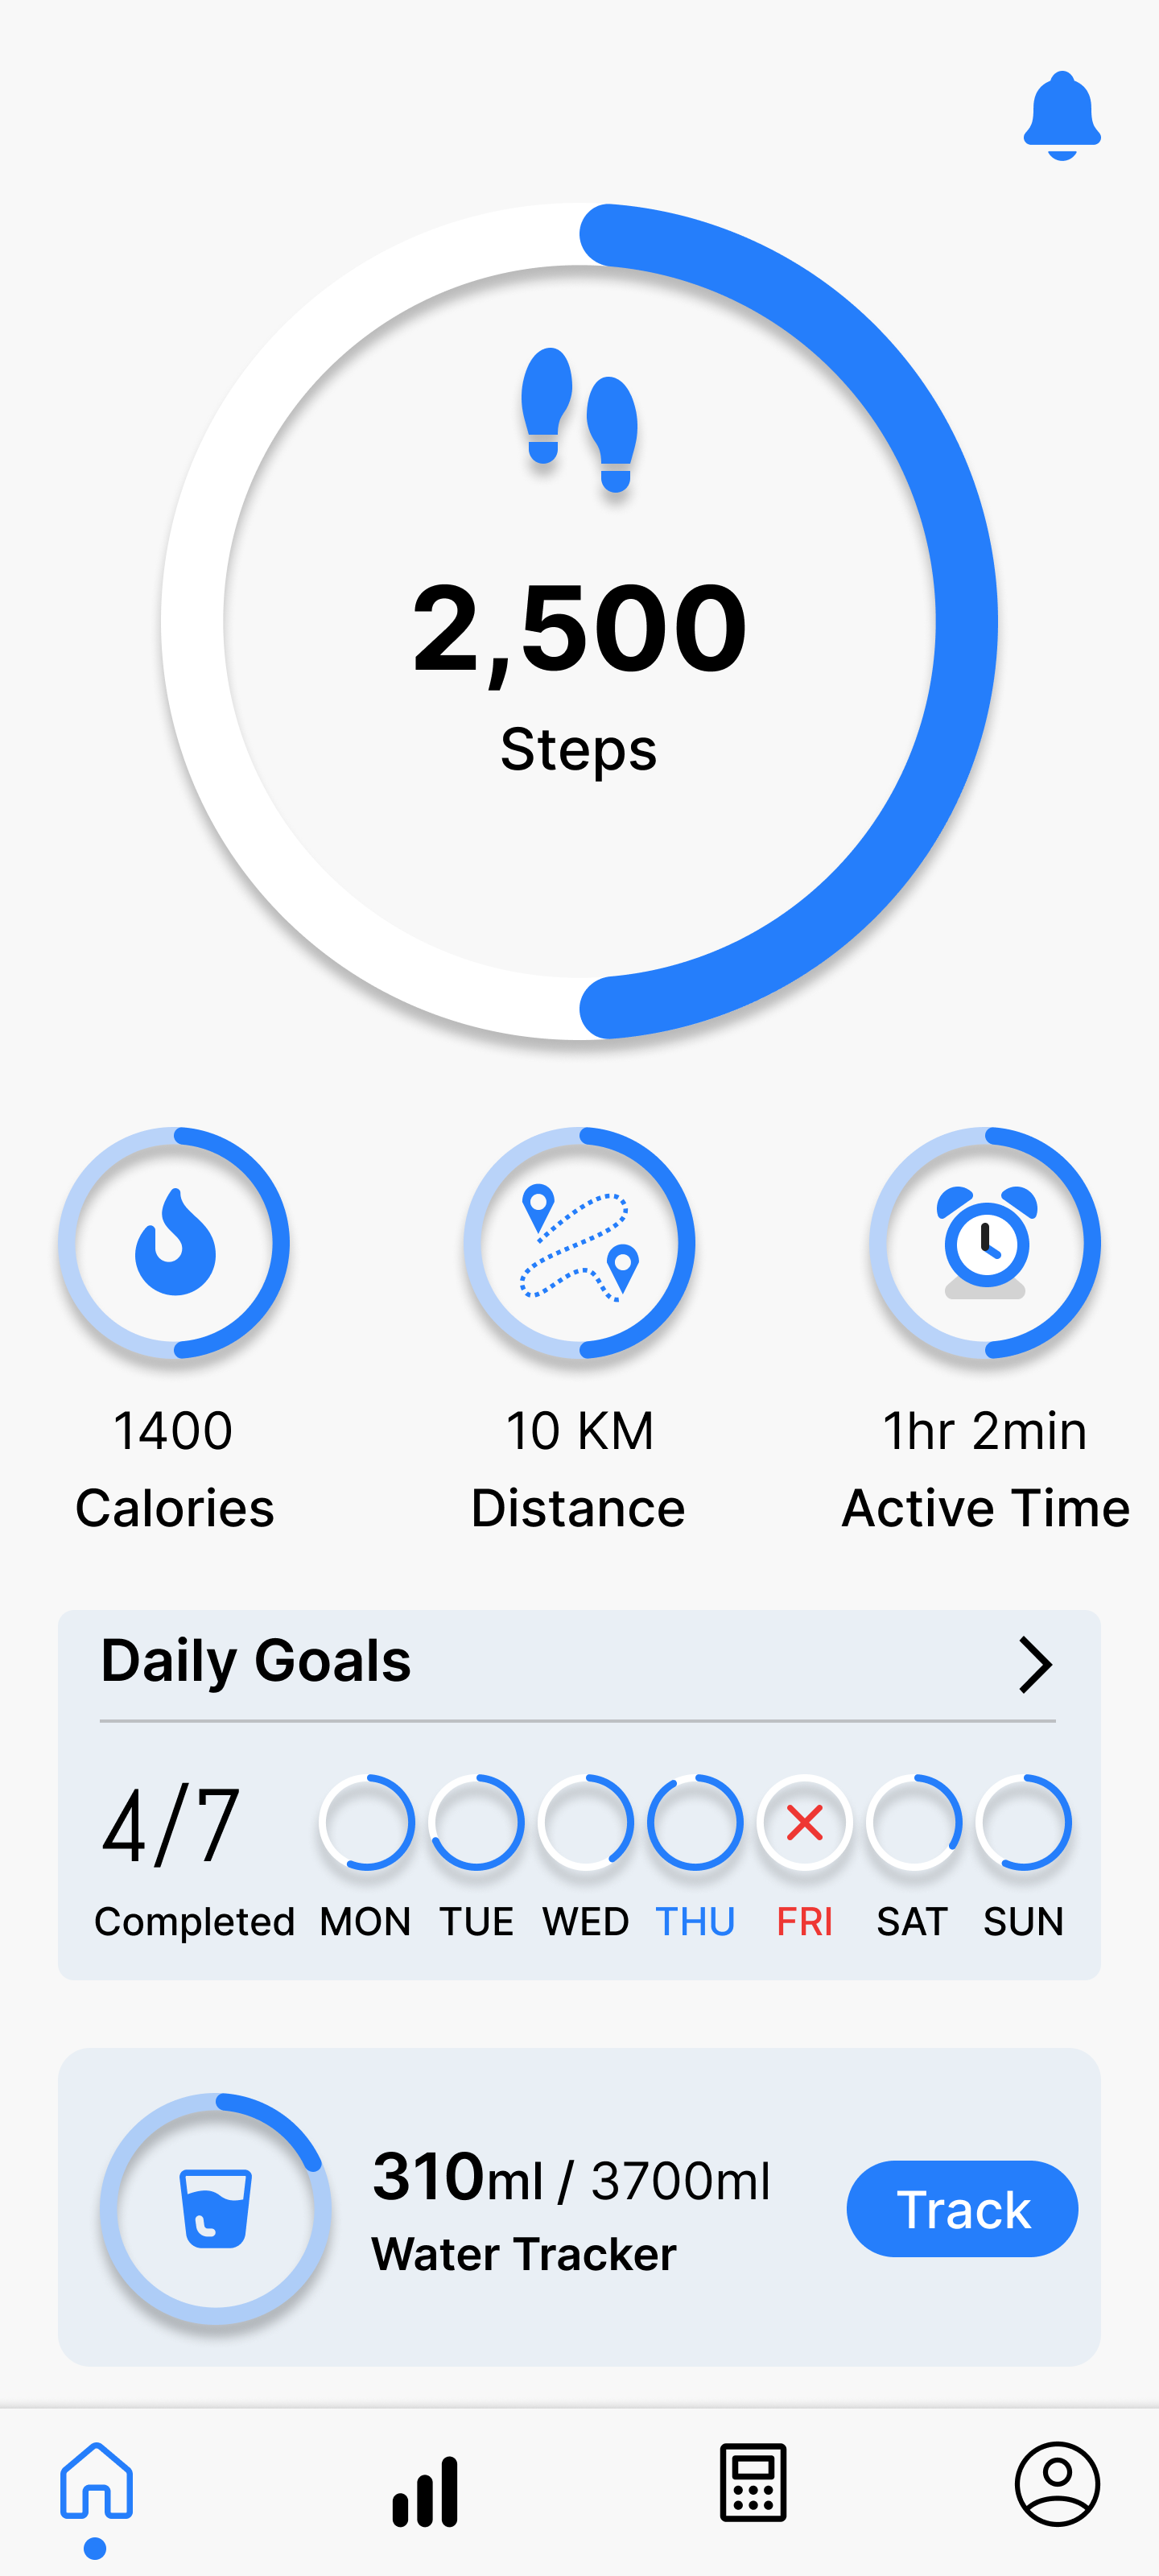 2,500
Steps
1400
Calories
10 KM
Distance
1hr 2min
Active Time
Daily Goals
4/7
Completed
MON TUE WED THU FRI SAT SUN
310ml / 3700ml
Water Tracker
Track